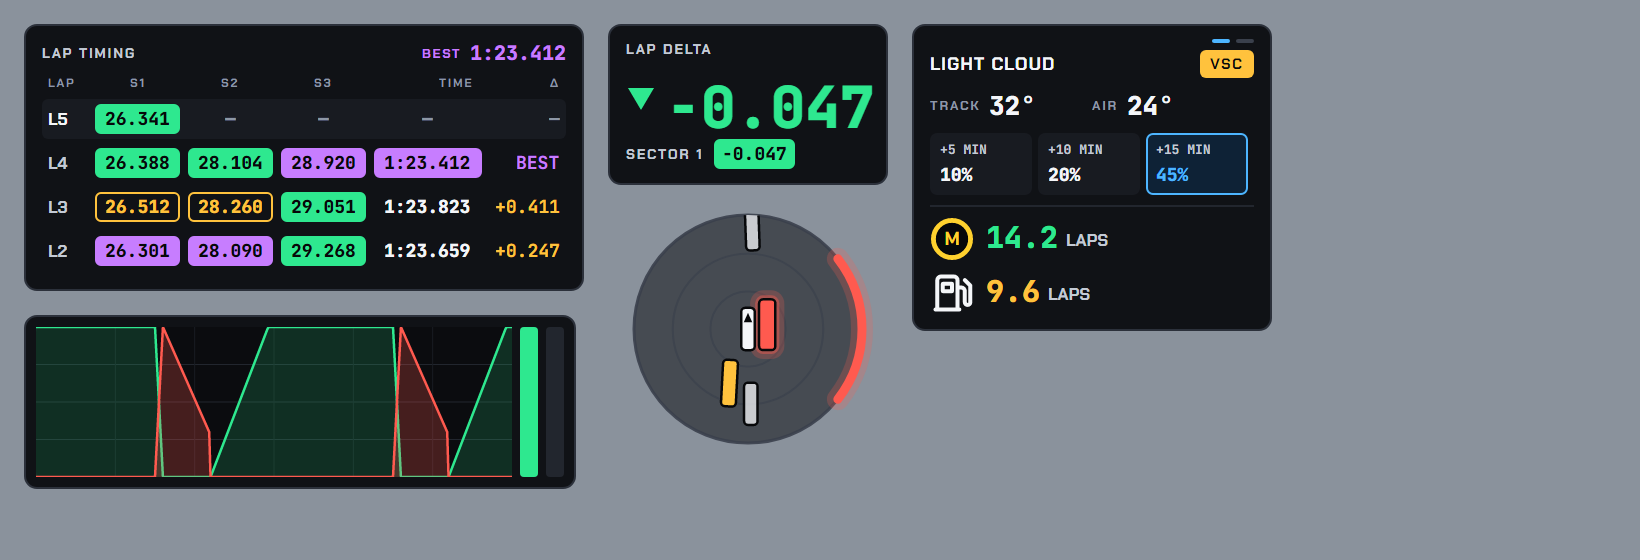 LAP TIMING BEST 1:23.412
LAP S1 S2 S3 TIME Δ
L5 26.341 – – – –
L4 26.388 28.104 28.920 1:23.412 BEST
L3 26.512 28.260 29.051 1:23.823 +0.411
L2 26.301 28.090 29.268 1:23.659 +0.247
LAP DELTA
▼ -0.047
SECTOR 1 -0.047
LIGHT CLOUD VSC
TRACK 32° AIR 24°
+5 MIN +10 MIN +15 MIN
10% 20% 45%
M 14.2 LAPS
9.6 LAPS